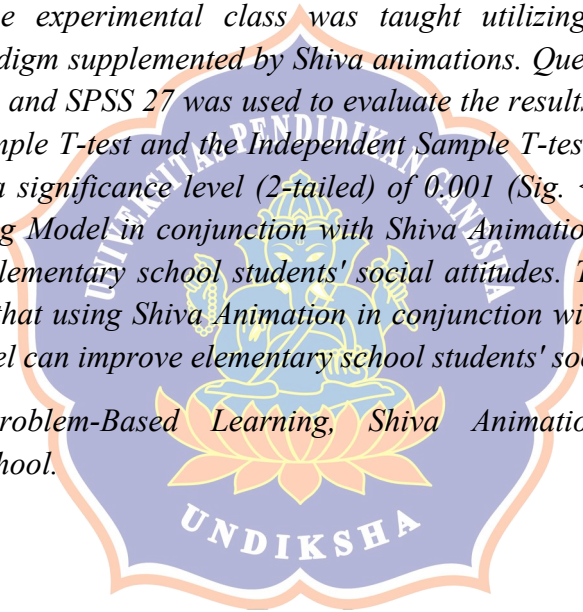 e experimental class was taught utilizing
digm supplemented by Shiva animations. Que
and SPSS 27 was used to evaluate the results
mple T-test and the Independent Sample T-tes
a significance level (2-tailed) of 0.001 (Sig. <
g Model in conjunction with Shiva Animatio
lementary school students' social attitudes. T
that using Shiva Animation in conjunction wi
el can improve elementary school students' soc
roblem-Based Learning, Shiva Animatio
hool.
UNIVERSITAS PENDIDIKAN GANESHA
UNDIKSHA